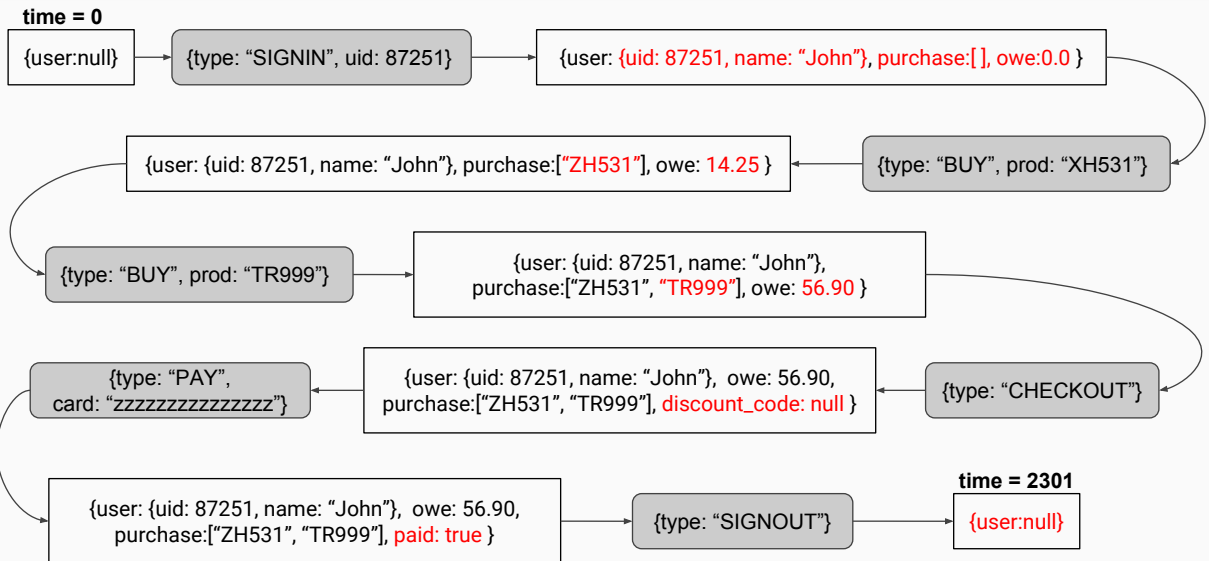 time = 0
{user:null}
{type: “SIGNIN”, uid: 87251}
{user: {uid: 87251, name: “John”}, purchase:[ ], owe:0.0 }
{type: “BUY”, prod: “XH531”}
{user: {uid: 87251, name: “John”}, purchase:[“ZH531”], owe: 14.25 }
{type: “BUY”, prod: “TR999”}
{user: {uid: 87251, name: “John”},
purchase:[“ZH531”, “TR999”], owe: 56.90 }
{type: “CHECKOUT”}
{user: {uid: 87251, name: “John”},  owe: 56.90,
purchase:[“ZH531”, “TR999”], discount_code: null }
{type: “PAY”,
card: “zzzzzzzzzzzzzzz”}
{user: {uid: 87251, name: “John”},  owe: 56.90,
purchase:[“ZH531”, “TR999”], paid: true }
{type: “SIGNOUT”}
time = 2301
{user:null}